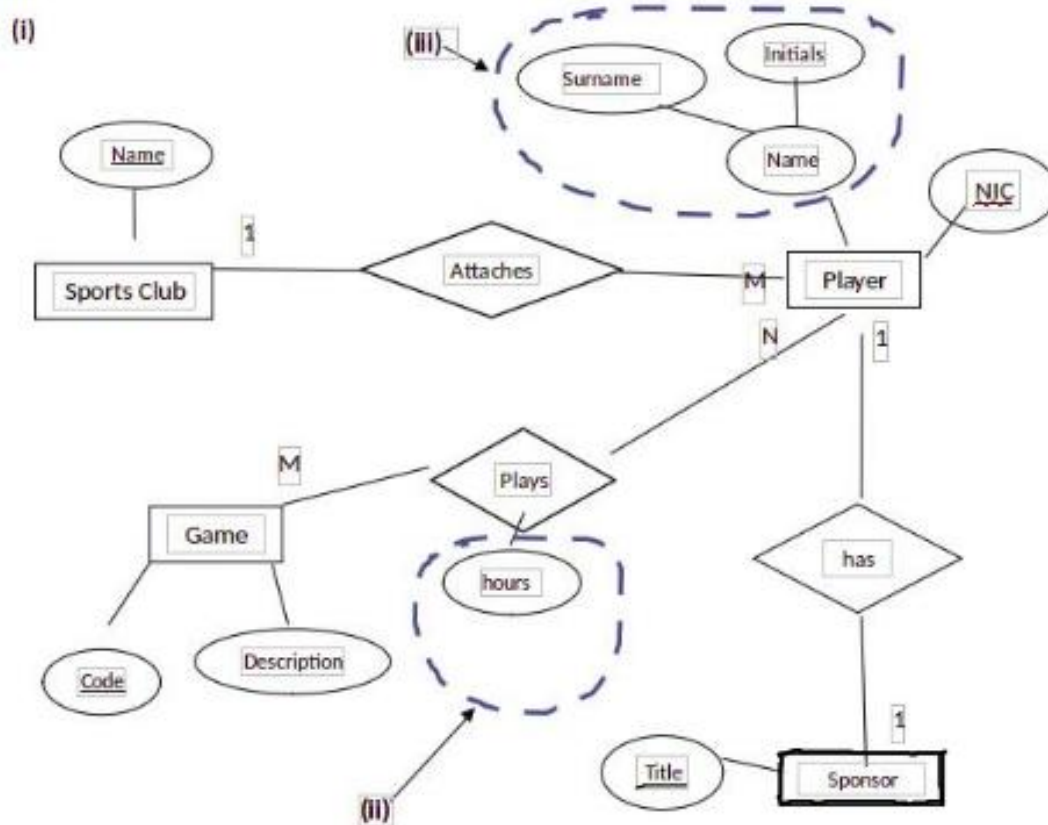 (i)
(iii)
Initials
Surname
Name
Name
NIC
1
Attaches
Sports Club
M
Player
N
1
M
Plays
Game
has
hours
Description
Code
1
Title
Sponsor
(ii)